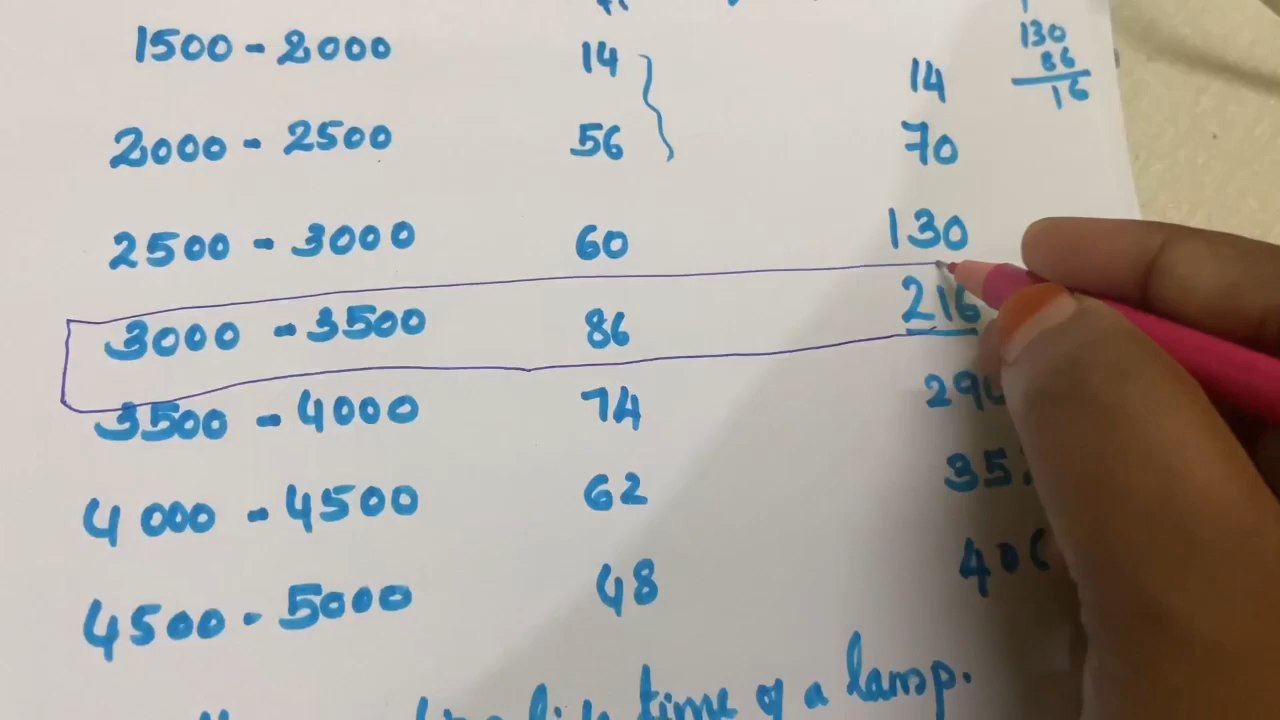 130
86
16
1500 - 2000 14 14
2000 - 2500 56 70
2500 - 3000 60 130
3000 - 3500 86 216
3500 - 4000 74
4000 - 4500 62
4500 - 5000 48
time of a lamp.